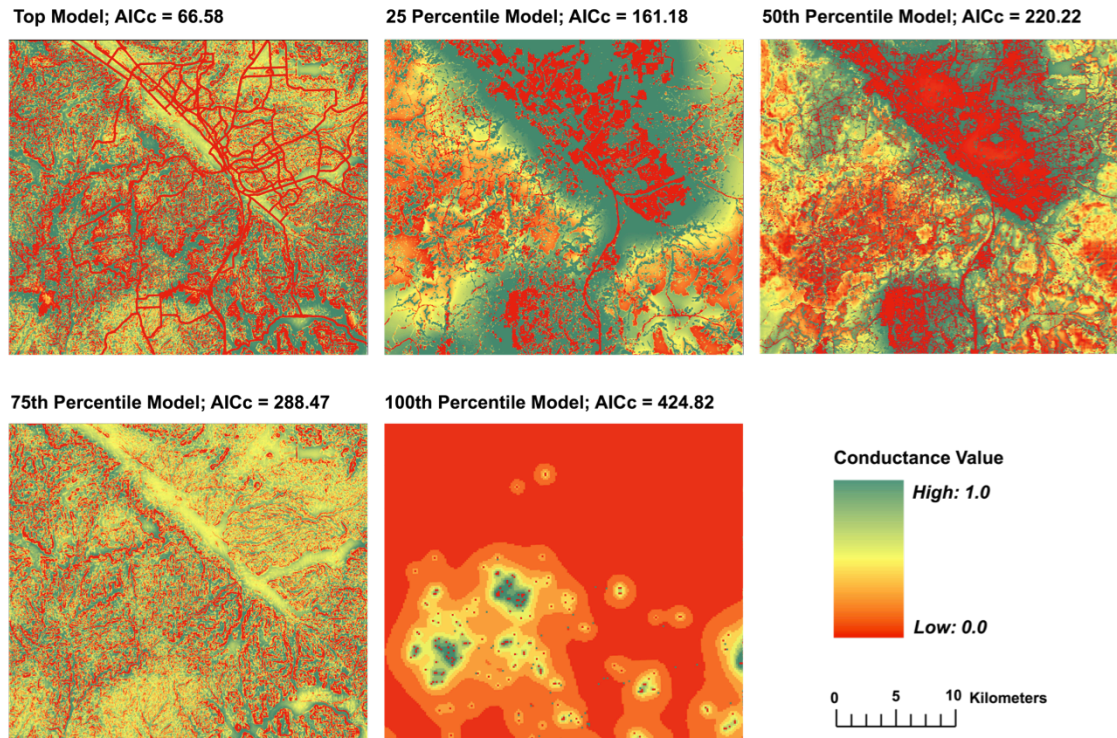 Top Model; AICc = 66.58
25 Percentile Model; AICc = 161.18
50th Percentile Model; AICc = 220.22
75th Percentile Model; AICc = 288.47
100th Percentile Model; AICc = 424.82
Conductance Value
High: 1.0
Low: 0.0
0 5 10 Kilometers